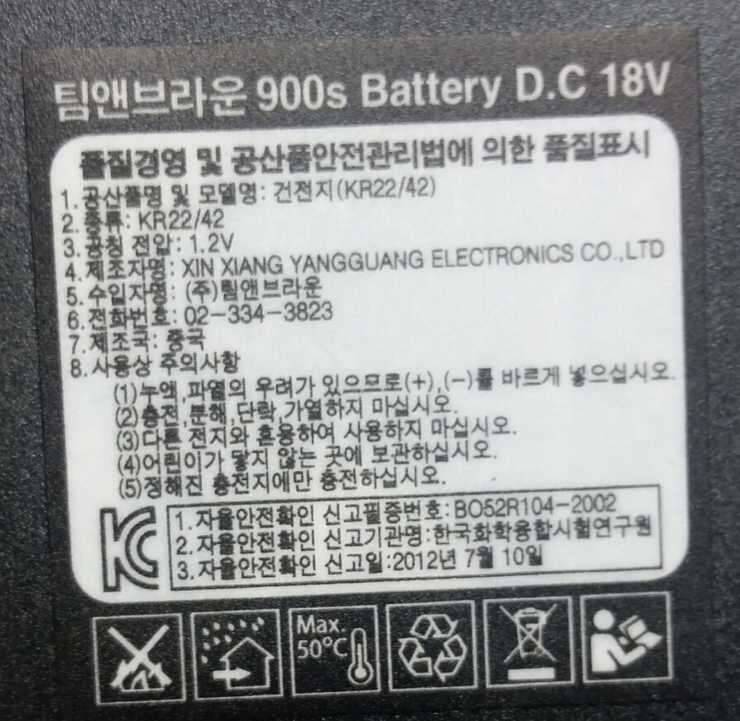 팀앤브라운 900s Battery D.C 18V
품질경영 및 공산품안전관리법에 의한 품질표시
1. 공산품명 및 모델명: 건전지(KR22/42)
2. 종류: KR22/42
3. 공칭 전압: 1.2V
4. 제조자명: XIN XIANG YANGGUANG ELECTRONICS CO.,LTD
5. 수입자명: (주)팀앤브라운
6. 전화번호: 02-334-3823
7. 제조국: 중국
8. 사용상 주의사항
(1)누액,파열의 우려가 있으므로(+),(-)를 바르게 넣으십시오.
(2)충전,분해,단락,가열하지 마십시오.
(3)다른 전지와 혼용하여 사용하지 마십시오.
(4)어린이가 닿지 않는 곳에 보관하십시오.
(5)정해진 충전지에만 충전하십시오.
1. 자율안전확인 신고필증번호:B052R104-2002
2. 자율안전확인 신고기관명:한국화학융합시험연구원
3. 자율안전확인 신고일:2012년 7월 10일
Max.
50°C